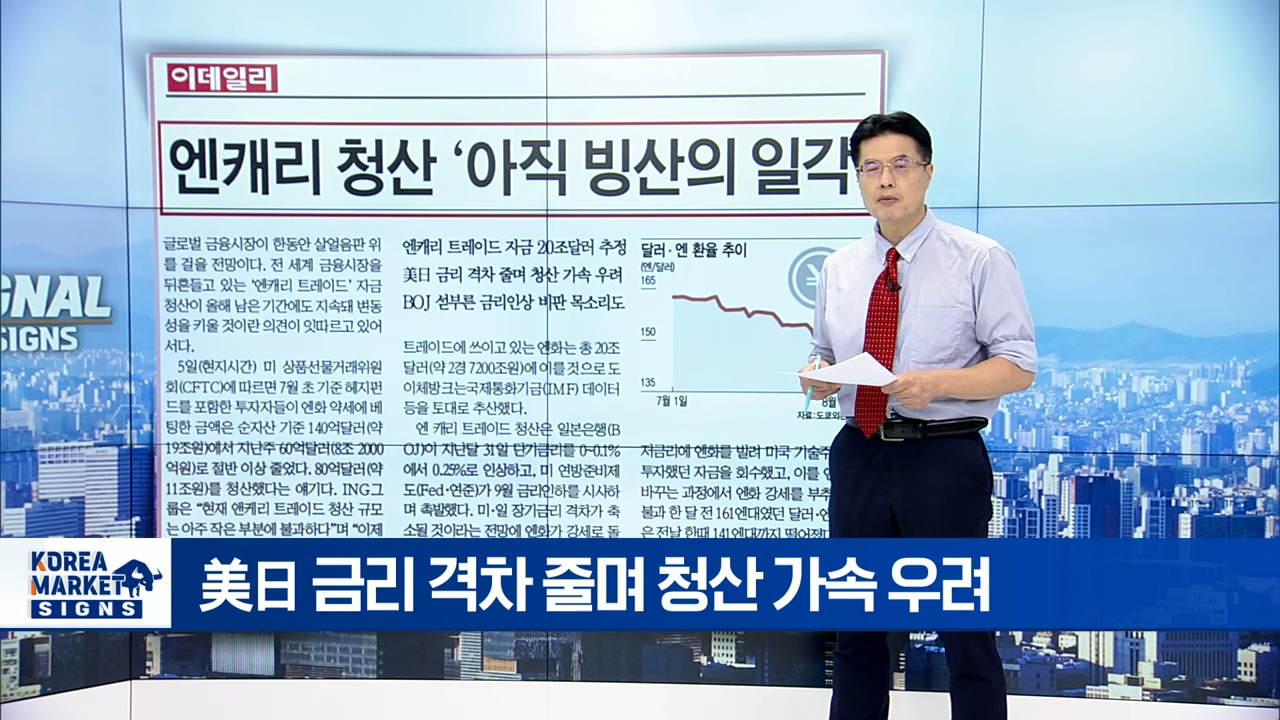 이데일리
엔캐리 청산 ‘아직 빙산의 일각
글로벌 금융시장이 한동안 살얼음판 위
를 걸을 전망이다. 전 세계 금융시장을
뒤흔들고 있는 ‘엔캐리 트레이드’ 자금
청산이 올해 남은 기간에도 지속돼 변동
성을 키울 것이란 의견이 잇따르고 있어
서다.
5일(현지시간) 미 상품선물거래위원
회(CFTC)에 따르면 7월 초 기준 헤지펀
드를 포함한 투자자들이 엔화 약세에 베
팅한 금액은 순자산 기준 140억달러(약
19조원)에서 지난주 60억달러(8조 2000
억원)로 절반 이상 줄었다. 80억달러(약
11조원)를 청산했다는 얘기다. ING그
룹은 “현재 엔케리 트레이드 청산 규모
는 아주 작은 부분에 불과하다”며 “이제
엔캐리 트레이드 자금 20조달러 추정
美日 금리 격차 줄며 청산 가속 우려
BOJ 섣부른 금리인상 비판 목소리도
트레이드에 쓰이고 있는 엔화는 총 20조
달러(약 2경 7200조원)에 이를 것으로 도
이체방크는 국제통화기금(IMF) 데이터
등을 토대로 추산했다.
엔 캐리 트레이드 청산은 일본은행(B
OJ)이 지난달 31일 단기금리를 0~0.1%
에서 0.25%로 인상하고, 미 연방준비제
도(Fed·연준)가 9월 금리인하를 시사하
며 촉발했다. 미·일 장기금리 격차가 축
소될 것이라는 전망에 엔화가 강세로 돌
달러·엔 환율 추이
(엔/달러)
165
150
135
7월 1일
8월
자료:도쿄외
저금리에 엔화를 빌려 미국 기술주
투자했던 자금을 회수했고, 이를
바꾸는 과정에서 엔화 강세를 부추
불과 한 달 전 161엔대였던 달러·엔
은 전날 한때 141엔대까지 떨어졌다
GNAL
SIGNS
KOREA
MARKET
SIGNS
美日 금리 격차 줄며 청산 가속 우려